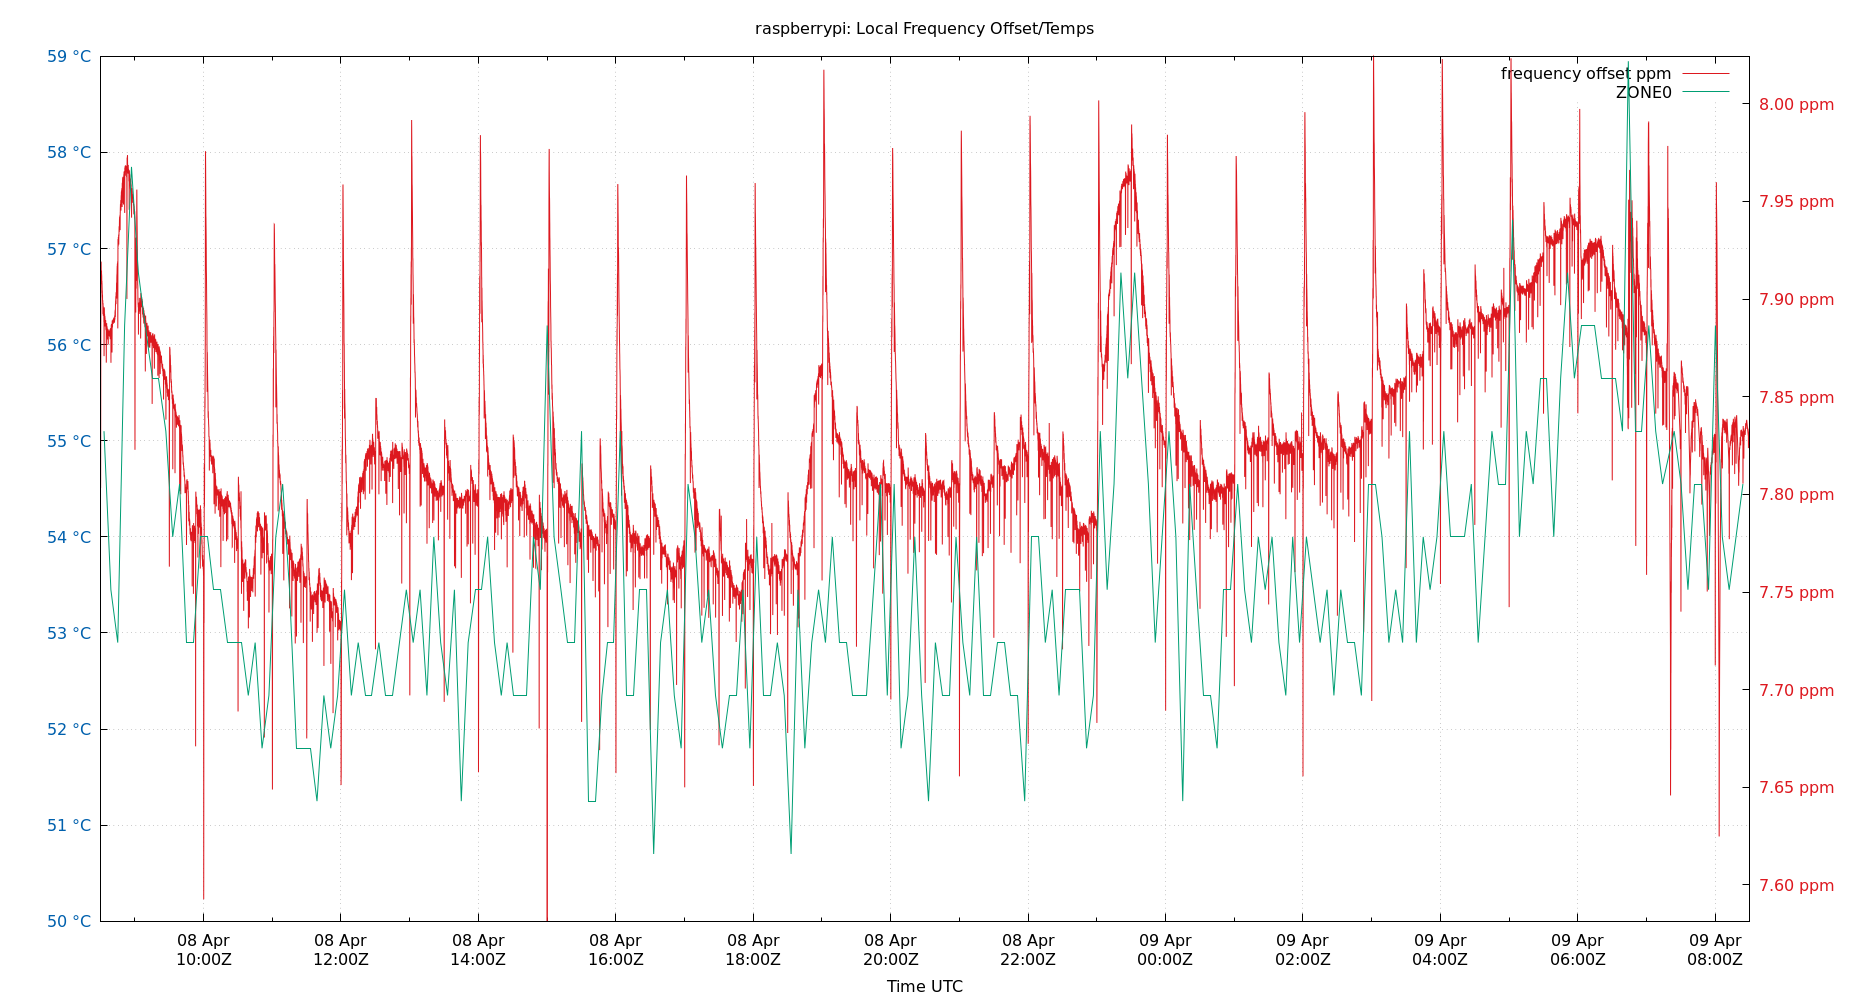 raspberrypi: Local Frequency Offset/Temps
59 °C
58 °C
57 °C
56 °C
55 °C
54 °C
53 °C
52 °C
51 °C
50 °C
frequency offset ppm
ZONE0
8.00 ppm
7.95 ppm
7.90 ppm
7.85 ppm
7.80 ppm
7.75 ppm
7.70 ppm
7.65 ppm
7.60 ppm
08 Apr 08 Apr 08 Apr 08 Apr 08 Apr 08 Apr 08 Apr 09 Apr 09 Apr 09 Apr 09 Apr 09 Apr
10:00Z 12:00Z 14:00Z 16:00Z 18:00Z 20:00Z 22:00Z 00:00Z 02:00Z 04:00Z 06:00Z 08:00Z
Time UTC